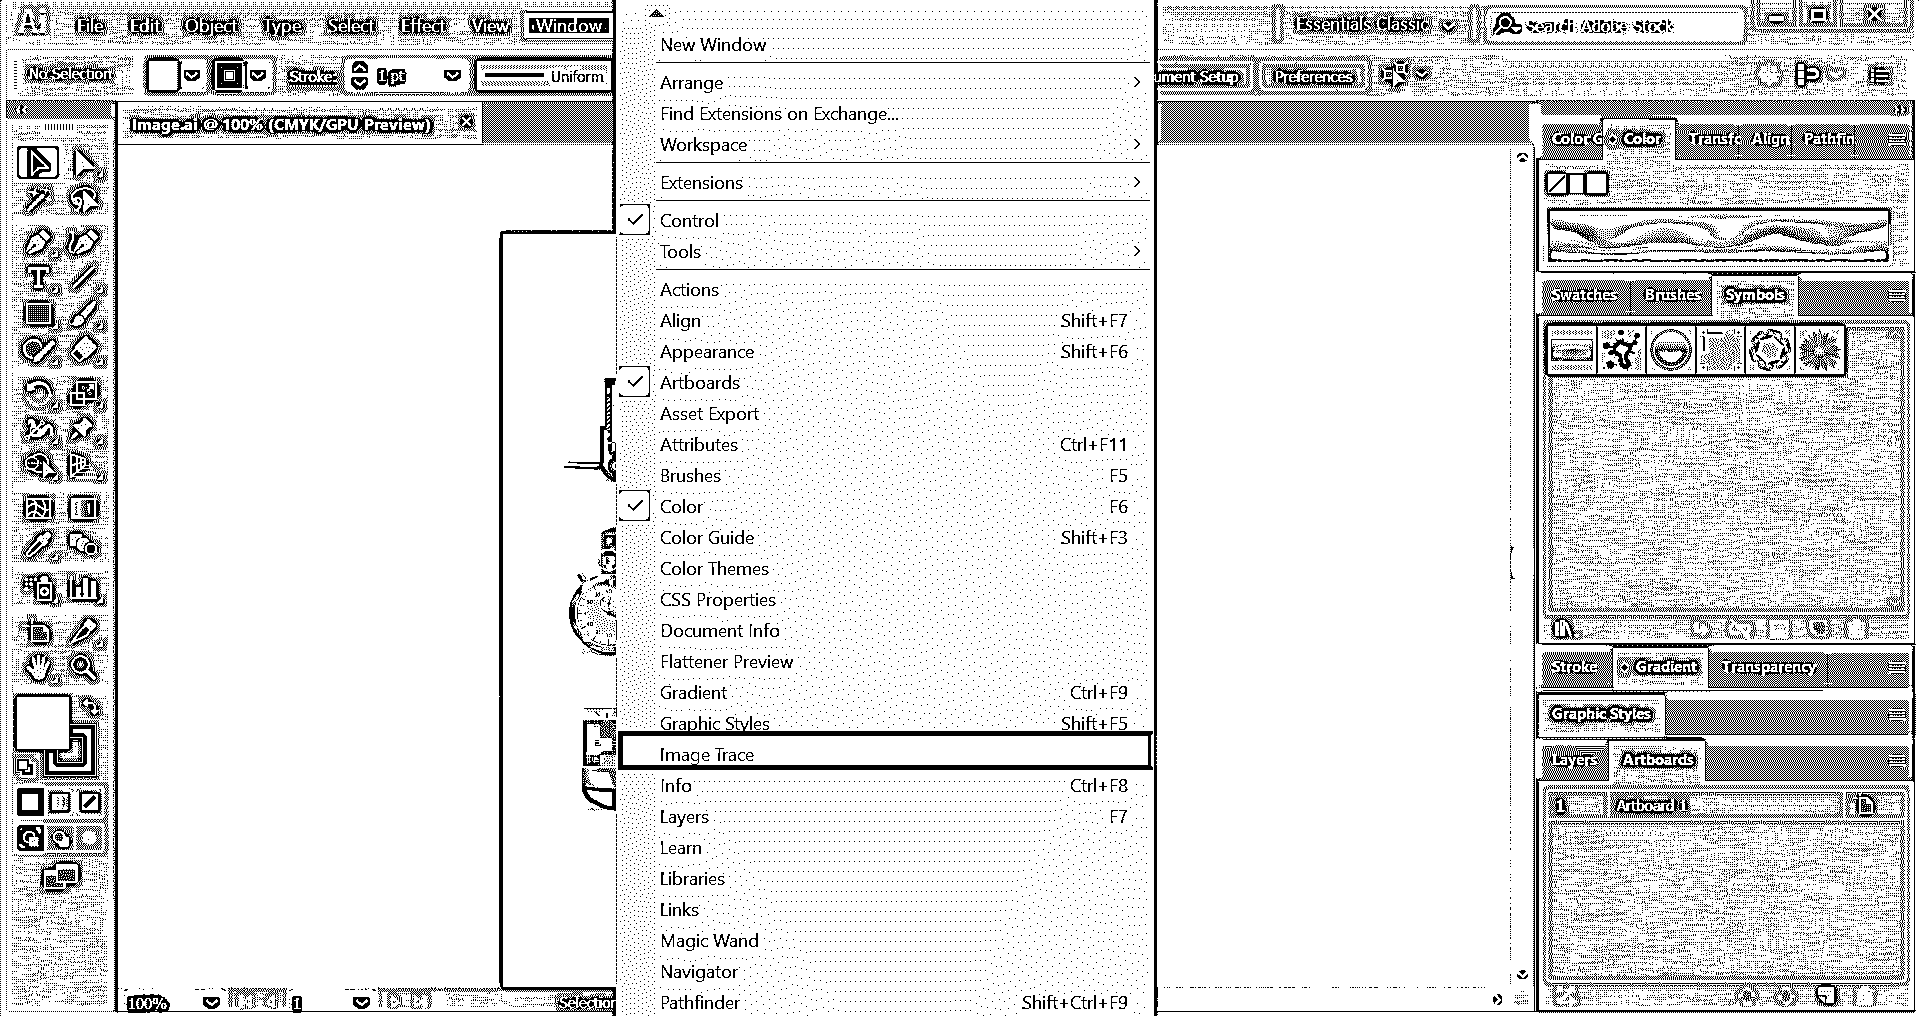 Ai File Edit Object Type Select Effect View Window
Essentials Classic Search Adobe Stock
No Selection Stroke: 1 pt Uniform
ument Setup Preferences
Image.ai @ 100% (CMYK/GPU Preview)
New Window
Arrange
Find Extensions on Exchange...
Workspace
Extensions
Control
Tools
Actions
Align Shift+F7
Appearance Shift+F6
Artboards
Asset Export
Attributes Ctrl+F11
Brushes F5
Color F6
Color Guide Shift+F3
Color Themes
CSS Properties
Document Info
Flattener Preview
Gradient Ctrl+F9
Graphic Styles Shift+F5
Image Trace
Info Ctrl+F8
Layers F7
Learn
Libraries
Links
Magic Wand
Navigator
Pathfinder Shift+Ctrl+F9
Color G Color Transfc Align Pathfin
Swatches Brushes Symbols
Stroke Gradient Transparency
Graphic Styles
Layers Artboards
1 Artboard 1
100% 1 Selection